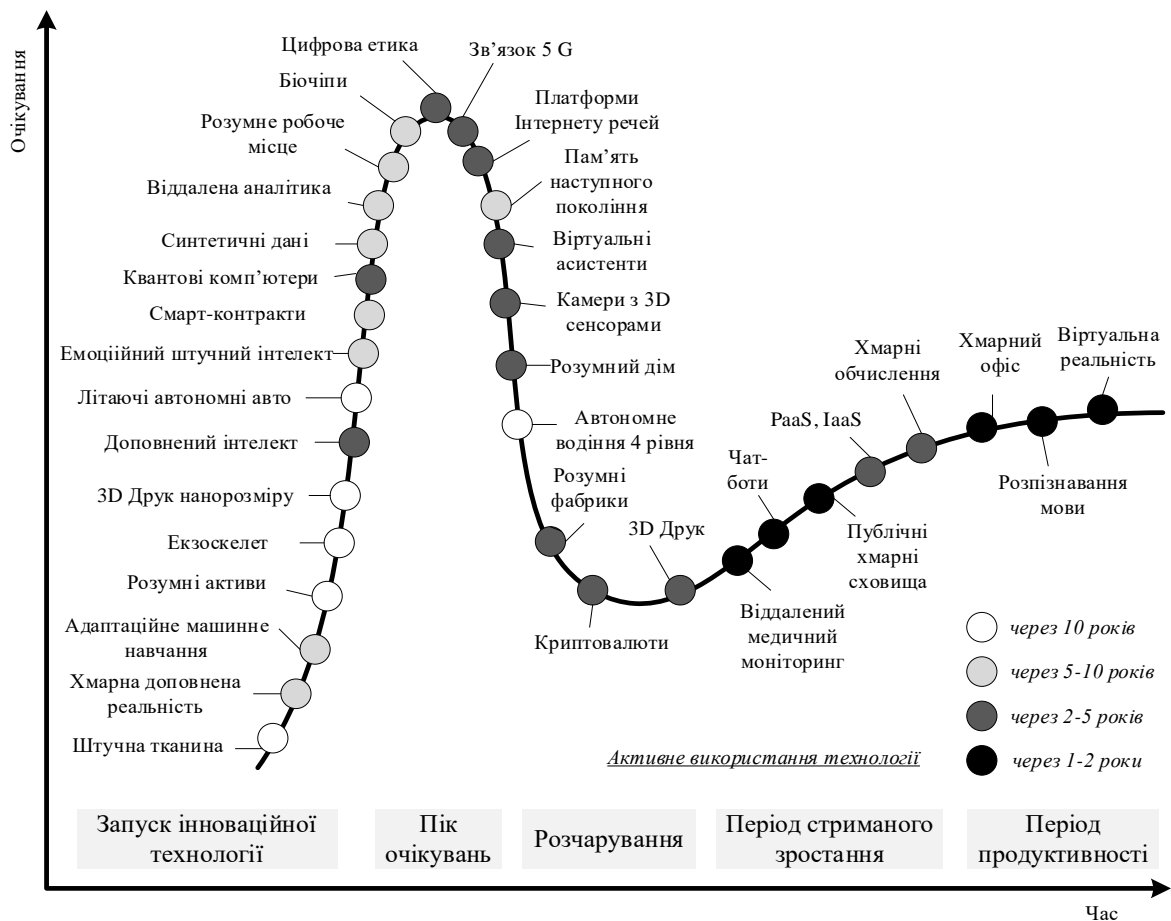 Очікування
Цифрова етика
Зв’язок 5 G
Біочіпи
Платформи
Інтернету речей
Розумне робоче
місце
Пам’ять
наступного
покоління
Віддалена аналітика
Синтетичні дані
Віртуальні
асистенти
Квантові комп’ютери
Камери з 3D
сенсорами
Смарт-контракти
Емоціійний штучний інтелект
Розумний дім
Хмарні
обчислення
Хмарний
офіс
Віртуальна
реальність
Літаючі автономні авто
Автономне
водіння 4 рівня
PaaS, IaaS
Доповнений інтелект
Чат-
боти
Розумні
фабрики
Розпізнавання
мови
3D Друк нанорозміру
3D Друк
Публічні
хмарні
сховища
Екзоскелет
Розумні активи
Віддалений
медичний
моніторинг
Криптовалюти
Адаптаційне машинне
навчання
Хмарна доповнена
реальність
Штучна тканина
через 10 років
через 5-10 років
через 2-5 років
через 1-2 роки
Активне використання технології
Запуск інноваційної
технології
Пік
очікувань
Розчарування
Період стриманого
зростання
Період
продуктивності
Час